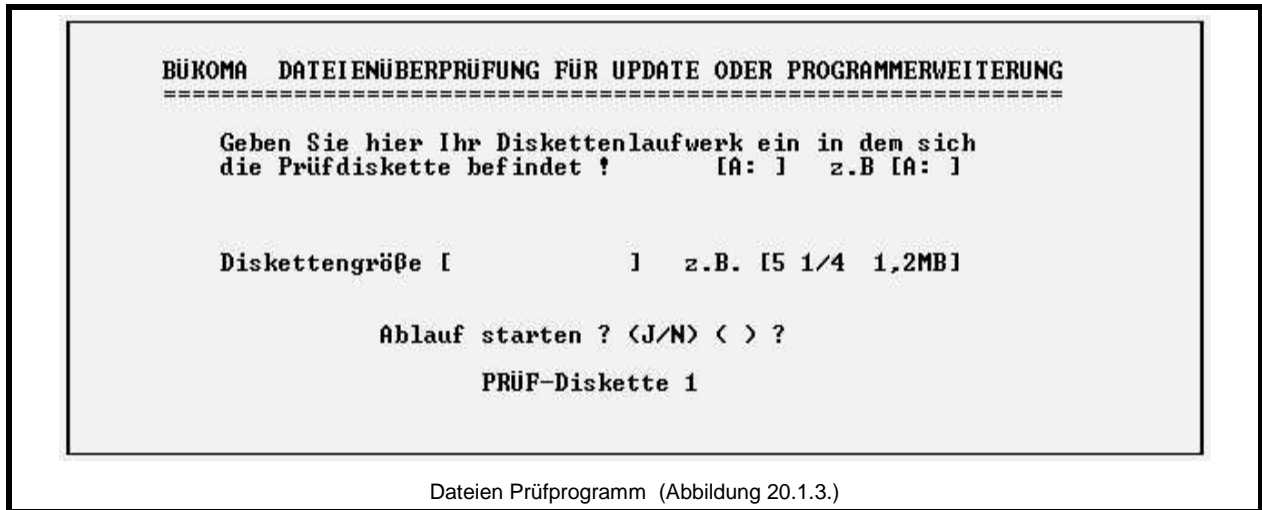 BÜKOMA  DATEIENÜBERPRÜFUNG FÜR UPDATE ODER PROGRAMMERWEITERUNG
==============================================================
Geben Sie hier Ihr Diskettenlaufwerk ein in dem sich
die Prüfdiskette befindet !       [A: ]   z.B [A: ]
Diskettengröße [               ]   z.B. [5 1/4  1,2MB]
Ablauf starten ? (J/N) ( ) ?
PRÜF-Diskette 1
Dateien Prüfprogramm  (Abbildung 20.1.3.)